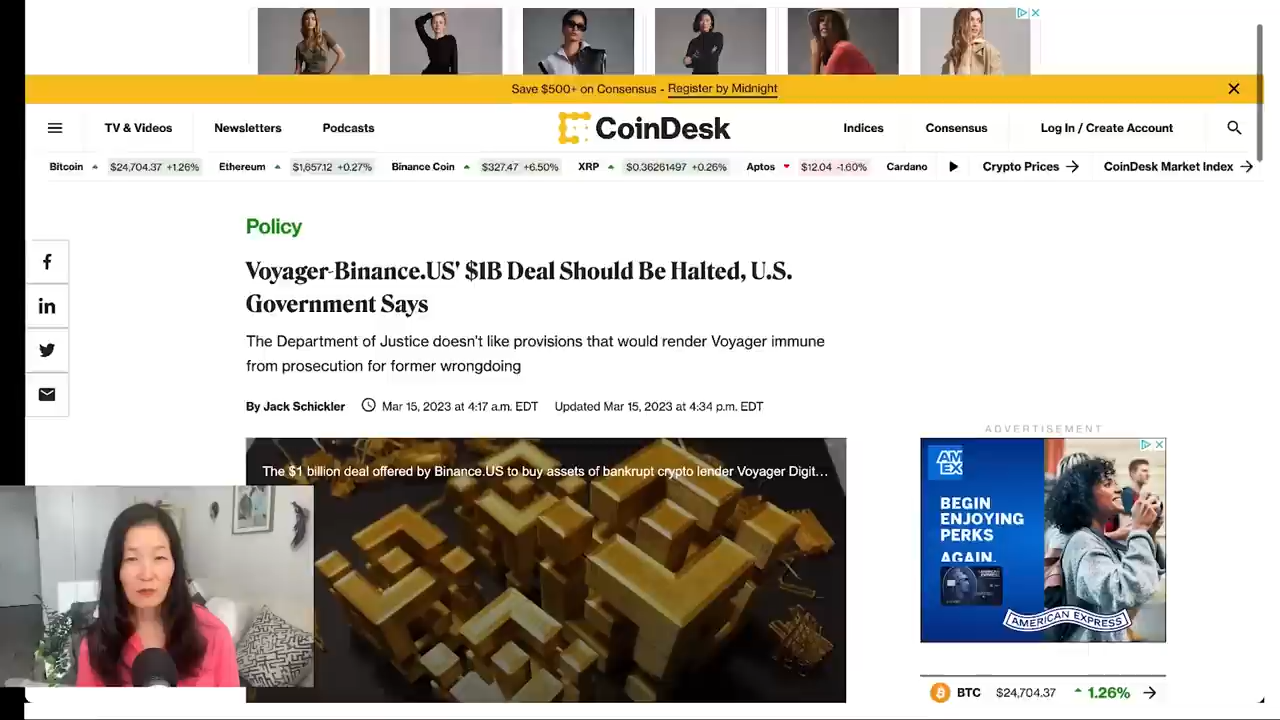 Save $500+ on Consensus - Register by Midnight
TV & Videos
Newsletters
Podcasts
CoinDesk
Indices
Consensus
Log In / Create Account
Bitcoin $24,704.37 +1.26%
Ethereum $1,657.12 +0.27%
Binance Coin $327.47 +6.50%
XRP $0.36261497 +0.26%
Aptos $12.04 -1.60%
Cardano
Crypto Prices
CoinDesk Market Index
Policy
Voyager-Binance.US' $1B Deal Should Be Halted, U.S.
Government Says
The Department of Justice doesn't like provisions that would render Voyager immune
from prosecution for former wrongdoing
By Jack Schickler Mar 15, 2023 at 4:17 a.m. EDT Updated Mar 15, 2023 at 4:34 p.m. EDT
The $1 billion deal offered by Binance.US to buy assets of bankrupt crypto lender Voyager Digit...
ADVERTISEMENT
AM
EX
BEGIN
ENJOYING
PERKS
AGAIN.
AMERICAN EXPRESS
BTC $24,704.37 1.26%